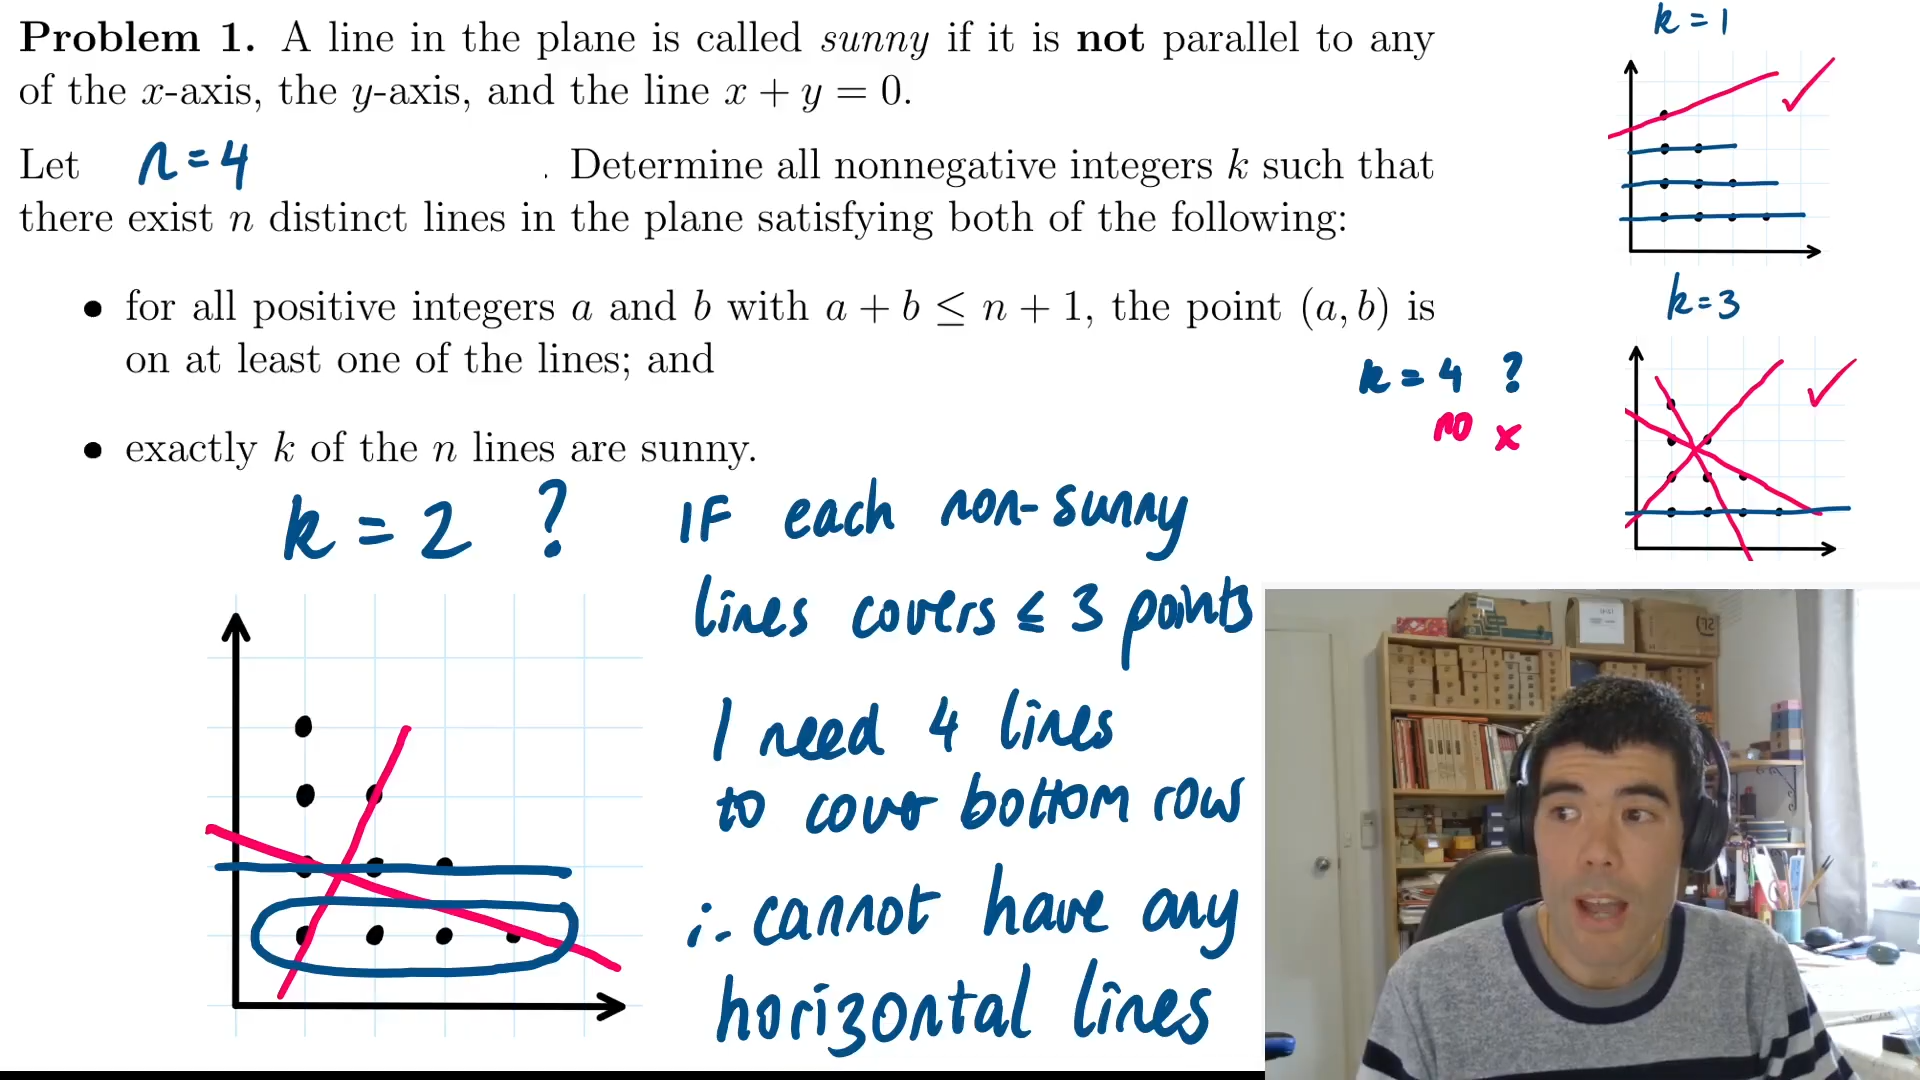 Problem 1. A line in the plane is called sunny if it is not parallel to any
of the x-axis, the y-axis, and the line x + y = 0.
Let n = 4 . Determine all nonnegative integers k such that
there exist n distinct lines in the plane satisfying both of the following:
• for all positive integers a and b with a + b ≤ n + 1, the point (a, b) is
on at least one of the lines; and
• exactly k of the n lines are sunny.
k = 1
k = 3
k = 4 ?
no x
k = 2 ?
IF each non-sunny
lines covers ≤ 3 points
I need 4 lines
to cover bottom row
∴ cannot have any
horizontal lines